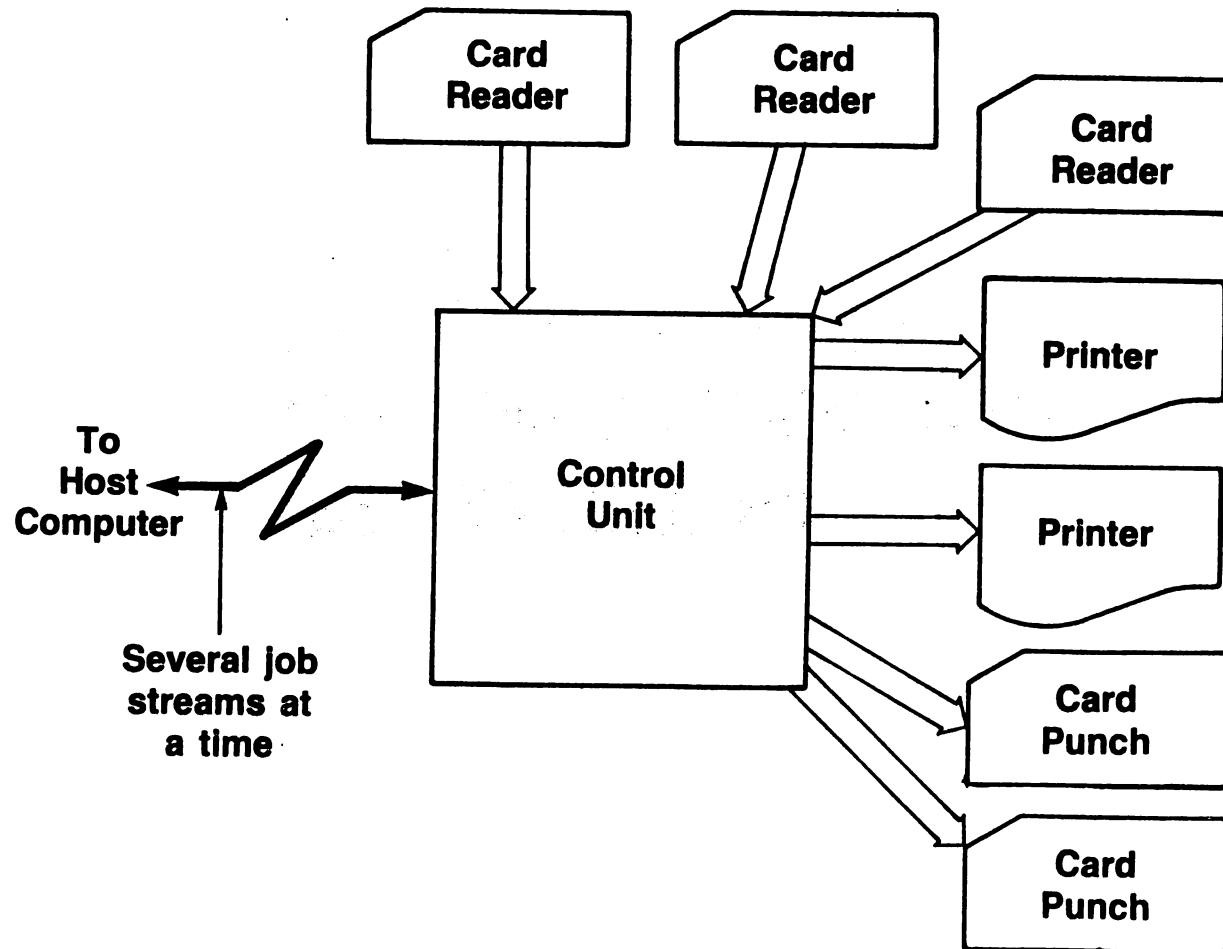 Card
Reader
Card
Reader
Card
Reader
Printer
To
Host
Computer
Control
Unit
Printer
Several job
streams at
a time
Card
Punch
Card
Punch